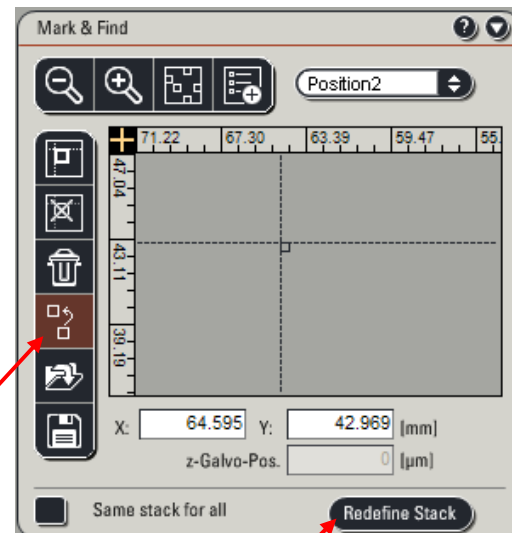 Mark & Find
?
Position2
71.22 67.30 63.39 59.47 55.
47.04
43.11
39.19
X: 64.595 Y: 42.969 [mm]
z-Galvo-Pos. 0 [µm]
Same stack for all Redefine Stack